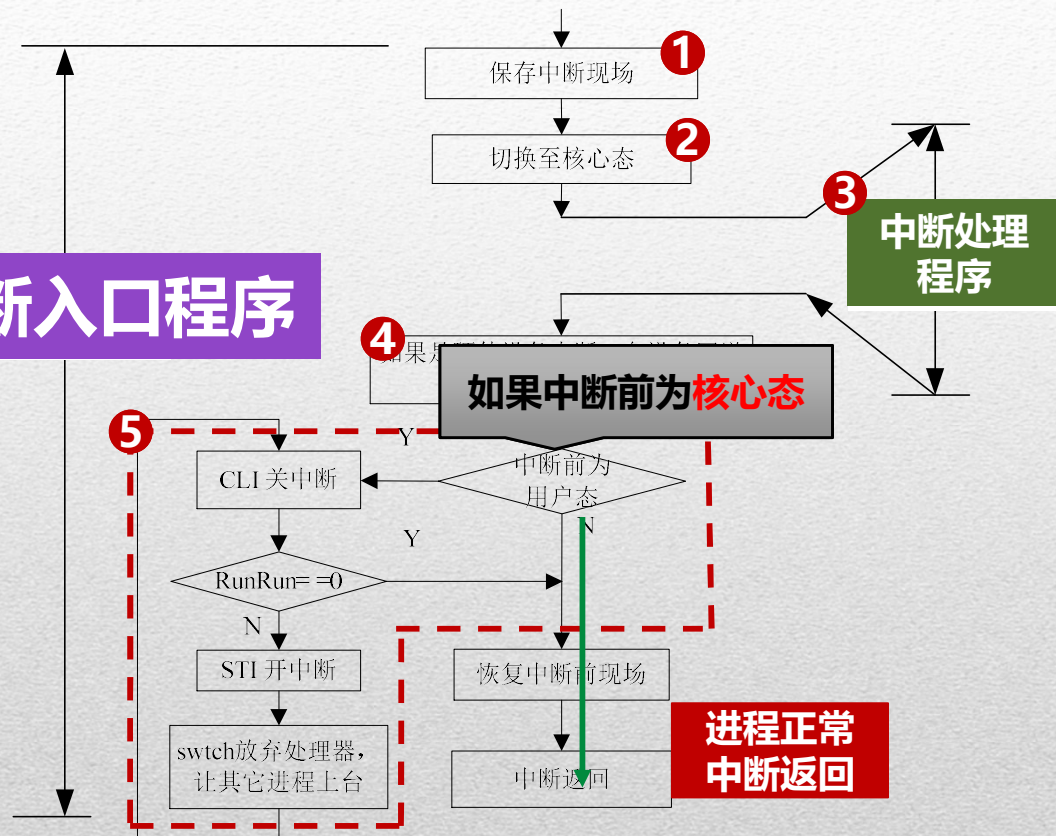 1
保存中断现场
2
切换至核心态
3
中断处理
程序
断入口程序
4
如果中断前为核心态
5
Y
CLI 关中断
中断前为
用户态
N
Y
RunRun= =0
N
STI 开中断
恢复中断前现场
swtch放弃处理器,
让其它进程上台
中断返回
进程正常
中断返回